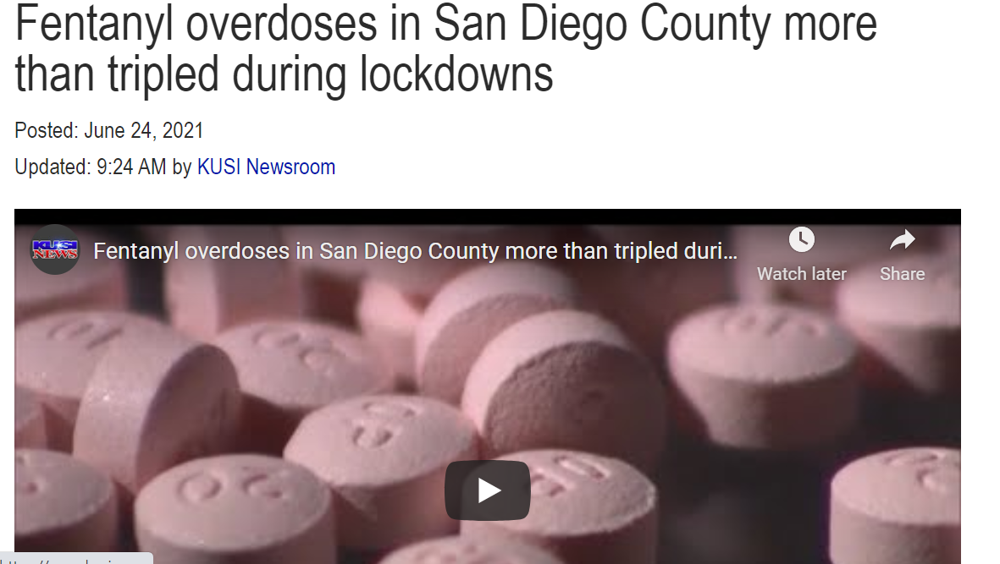 Fentanyl overdoses in San Diego County more
than tripled during lockdowns
Posted: June 24, 2021
Updated: 9:24 AM by KUSI Newsroom
KUSI
NEWS
Fentanyl overdoses in San Diego County more than tripled duri...
Watch later
Share